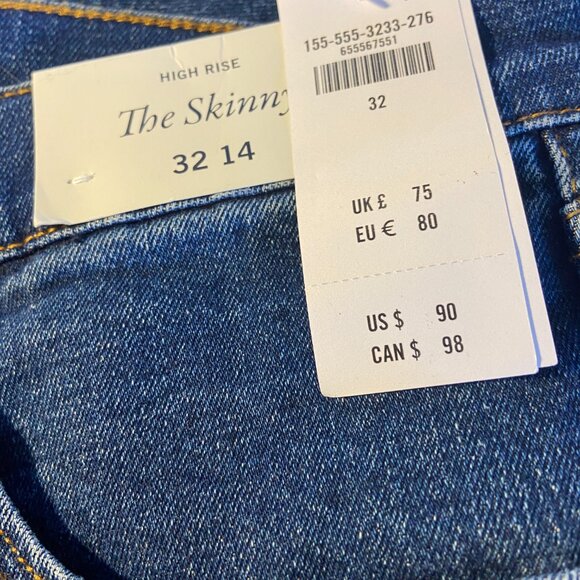 HIGH RISE
The Skinny
32 14
155-555-3233-276
655567551
32
UK £ 75
EU € 80
US $ 90
CAN $ 98